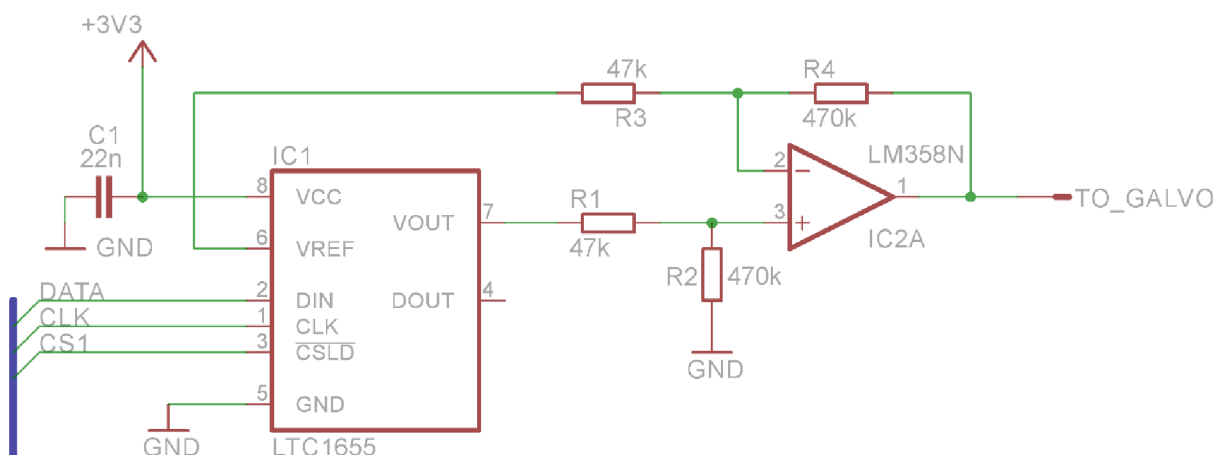 +3V3
47k
R4
R3
470k
C1
22n
IC1
LM358N
8
VCC
2
−
1
TO_GALVO
VOUT
7
R1
3
+
GND
6
VREF
47k
IC2A
R2
470k
DATA
2
DIN
DOUT
4
CLK
1
CLK
CS1
3
CSLD
GND
5
GND
GND
LTC1655